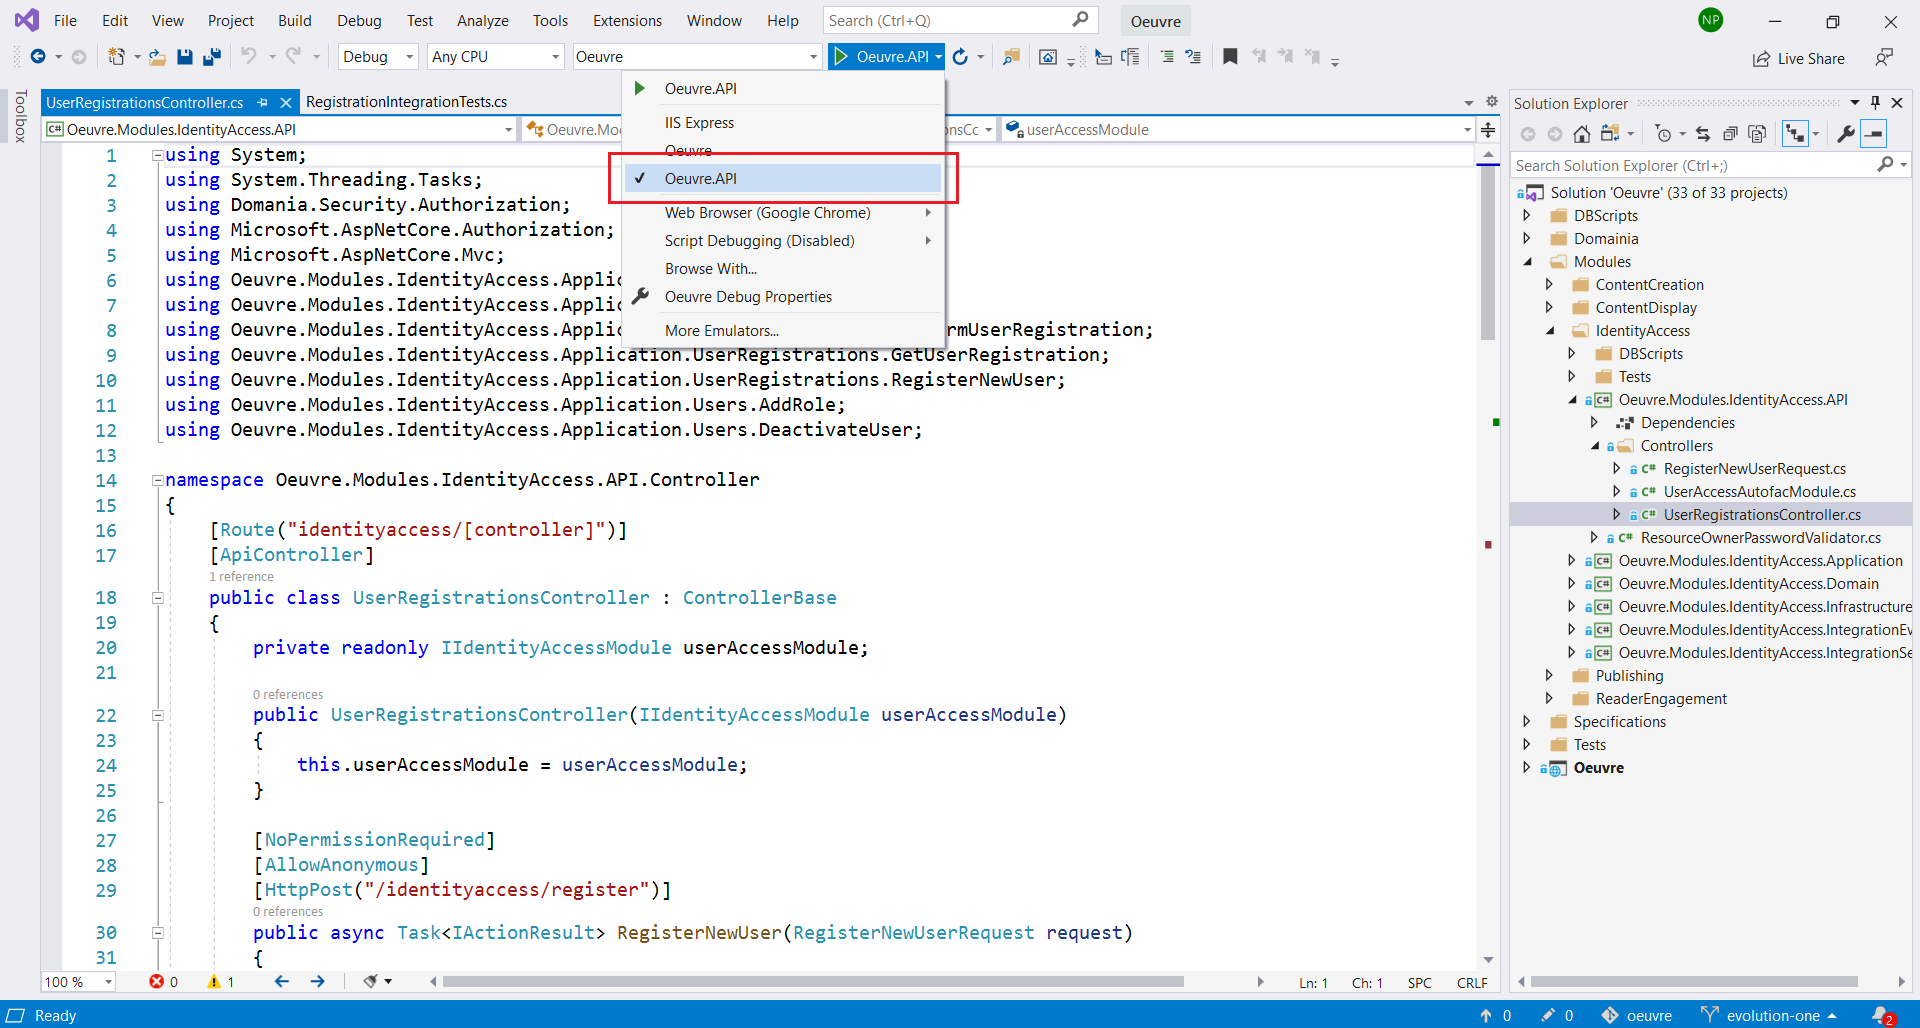 File Edit View Project Build Debug Test Analyze Tools Extensions Window Help Search (Ctrl+Q) Oeuvre NP
Debug Any CPU Oeuvre Oeuvre.API Live Share
Toolbox
UserRegistrationsController.cs RegistrationIntegrationTests.cs
Oeuvre.Modules.IdentityAccess.API Oeuvre.Mo onsCc userAccessModule
Oeuvre.API
IIS Express
Oeuvre
Oeuvre.API
Web Browser (Google Chrome)
Script Debugging (Disabled)
Browse With...
Oeuvre Debug Properties
More Emulators...
1 using System;
2 using System.Threading.Tasks;
3 using Domania.Security.Authorization;
4 using Microsoft.AspNetCore.Authorization;
5 using Microsoft.AspNetCore.Mvc;
6 using Oeuvre.Modules.IdentityAccess.Applic
7 using Oeuvre.Modules.IdentityAccess.Applic
8 using Oeuvre.Modules.IdentityAccess.Applic rmUserRegistration;
9 using Oeuvre.Modules.IdentityAccess.Application.UserRegistrations.GetUserRegistration;
10 using Oeuvre.Modules.IdentityAccess.Application.UserRegistrations.RegisterNewUser;
11 using Oeuvre.Modules.IdentityAccess.Application.Users.AddRole;
12 using Oeuvre.Modules.IdentityAccess.Application.Users.DeactivateUser;
13
14 namespace Oeuvre.Modules.IdentityAccess.API.Controller
15 {
16 [Route("identityaccess/[controller]")]
17 [ApiController]
1 reference
18 public class UserRegistrationsController : ControllerBase
19 {
20 private readonly IIdentityAccessModule userAccessModule;
21
0 references
22 public UserRegistrationsController(IIdentityAccessModule userAccessModule)
23 {
24 this.userAccessModule = userAccessModule;
25 }
26
27 [NoPermissionRequired]
28 [AllowAnonymous]
29 [HttpPost("/identityaccess/register")]
0 references
30 public async Task<IActionResult> RegisterNewUser(RegisterNewUserRequest request)
31 {
100 % 0 1 Ln: 1 Ch: 1 SPC CRLF
Solution Explorer
Search Solution Explorer (Ctrl+;)
Solution 'Oeuvre' (33 of 33 projects)
DBScripts
Domainia
Modules
ContentCreation
ContentDisplay
IdentityAccess
DBScripts
Tests
Oeuvre.Modules.IdentityAccess.API
Dependencies
Controllers
C# RegisterNewUserRequest.cs
C# UserAccessAutofacModule.cs
C# UserRegistrationsController.cs
C# ResourceOwnerPasswordValidator.cs
C# Oeuvre.Modules.IdentityAccess.Application
C# Oeuvre.Modules.IdentityAccess.Domain
C# Oeuvre.Modules.IdentityAccess.Infrastructure
C# Oeuvre.Modules.IdentityAccess.IntegrationEv
C# Oeuvre.Modules.IdentityAccess.IntegrationSe
Publishing
ReaderEngagement
Specifications
Tests
Oeuvre
Ready 0 0 oeuvre evolution-one 2